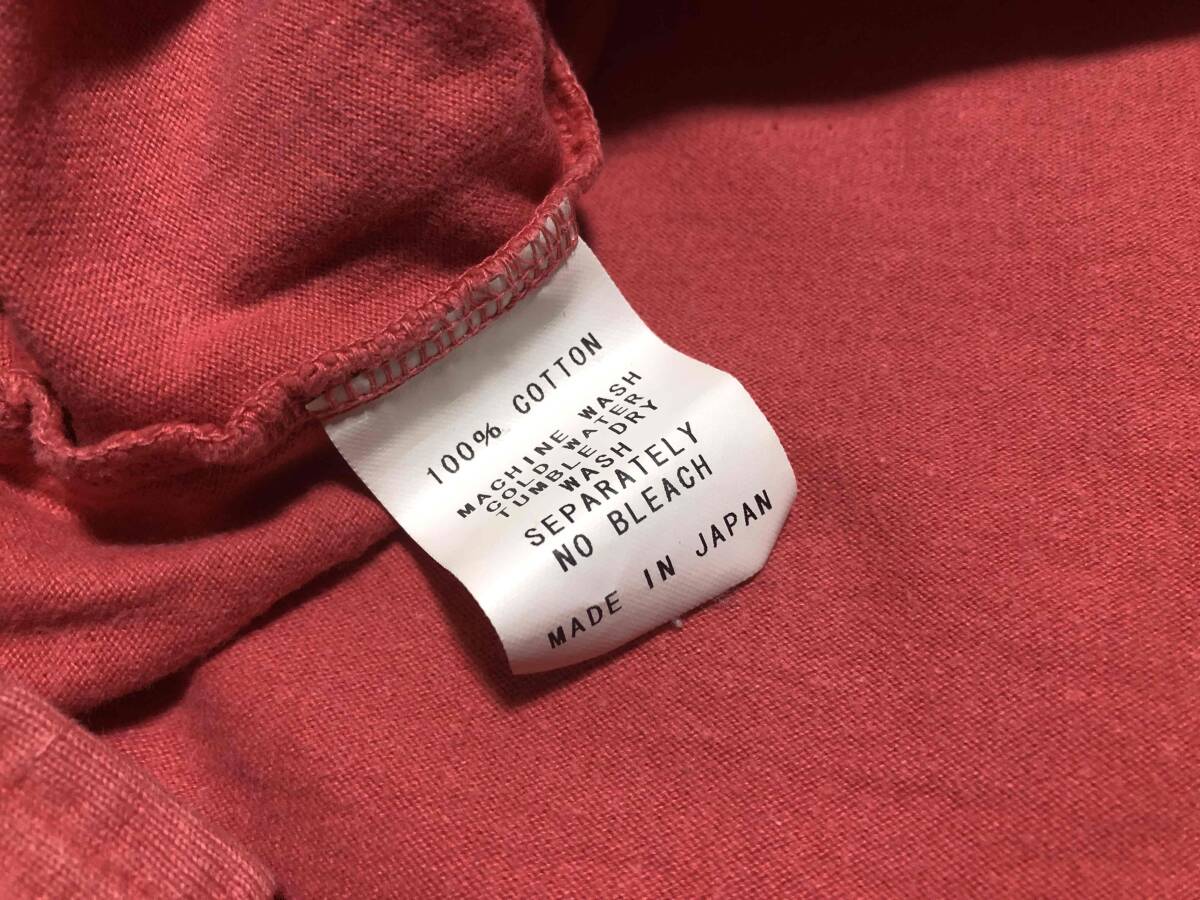 100% COTTON
MACHINE WASH
COLD WATER
TUMBLE DRY
WASH
SEPARATELY
NO BLEACH
MADE IN JAPAN